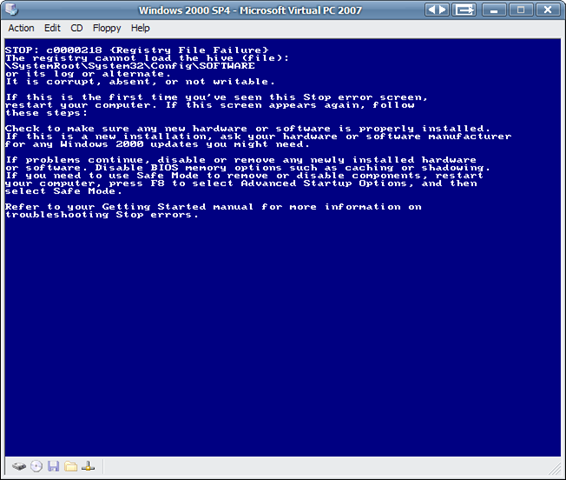 Windows 2000 SP4 - Microsoft Virtual PC 2007
Action Edit CD Floppy Help
STOP: c0000218 {Registry File Failure}
The registry cannot load the hive (file):
\SystemRoot\System32\Config\SOFTWARE
or its log or alternate.
It is corrupt, absent, or not writable.
If this is the first time you've seen this Stop error screen,
restart your computer. If this screen appears again, follow
these steps:
Check to make sure any new hardware or software is properly installed.
If this is a new installation, ask your hardware or software manufacturer
for any Windows 2000 updates you might need.
If problems continue, disable or remove any newly installed hardware
or software. Disable BIOS memory options such as caching or shadowing.
If you need to use Safe Mode to remove or disable components, restart
your computer, press F8 to select Advanced Startup Options, and then
select Safe Mode.
Refer to your Getting Started manual for more information on
troubleshooting Stop errors.